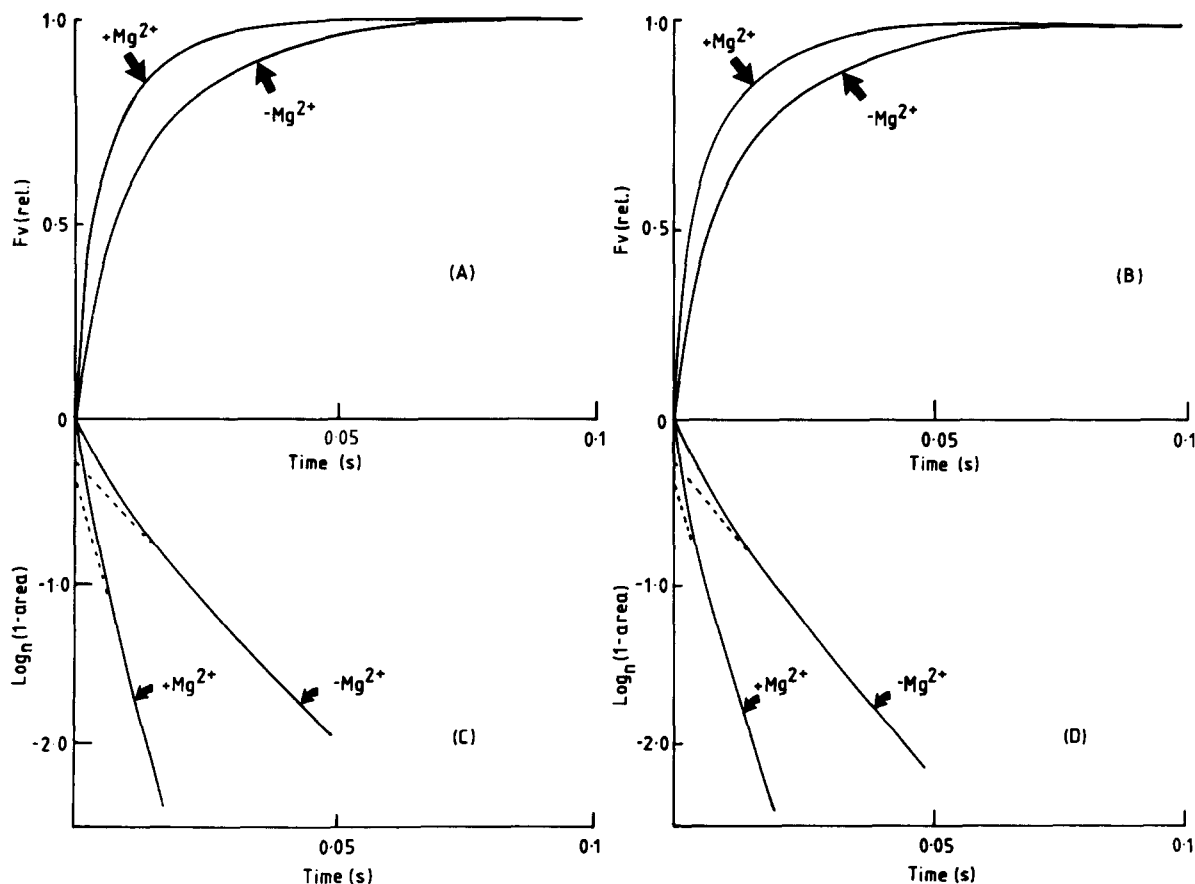 1·0
+Mg2+
-Mg2+
0·5
Fv(rel.)
(A)
0
0·05
0·1
Time (s)
-1·0
Logn(1-area)
+Mg2+
-Mg2+
-2·0
(C)
0·05
0·1
Time (s)
1·0
+Mg2+
-Mg2+
0·5
Fv(rel.)
(B)
0
0·05
0·1
Time (s)
-1·0
Logn(1-area)
+Mg2+
-Mg2+
-2·0
(D)
0·05
0·1
Time (s)